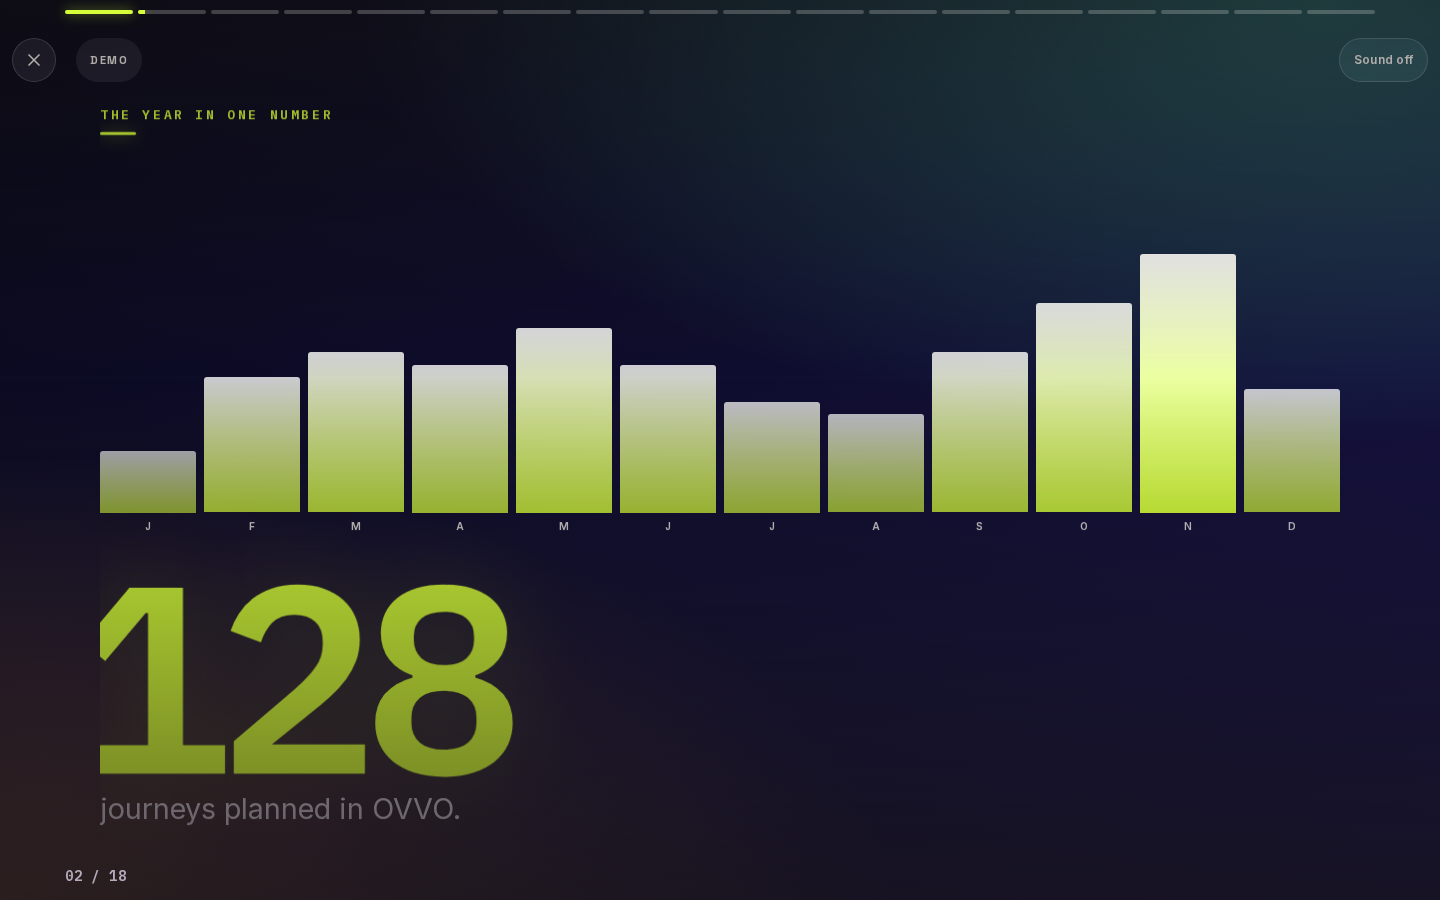 DEMO
Sound off
THE YEAR IN ONE NUMBER
J F M A M J J A S O N D
128
journeys planned in OVVO.
02 / 18